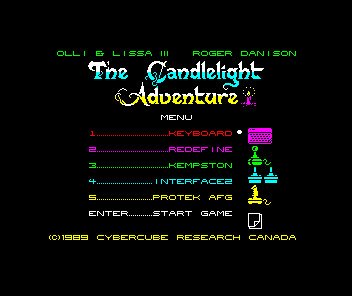 OLLI & LISSA III ROGER DANISON
The Candlelight
Adventure
MENU
1....................KEYBOARD
2....................REDEFINE
3....................KEMPSTON
4..................INTERFACE2
5..................PROTEK AFG
ENTER..........START GAME
(C)1989 CYBERCUBE RESEARCH CANADA